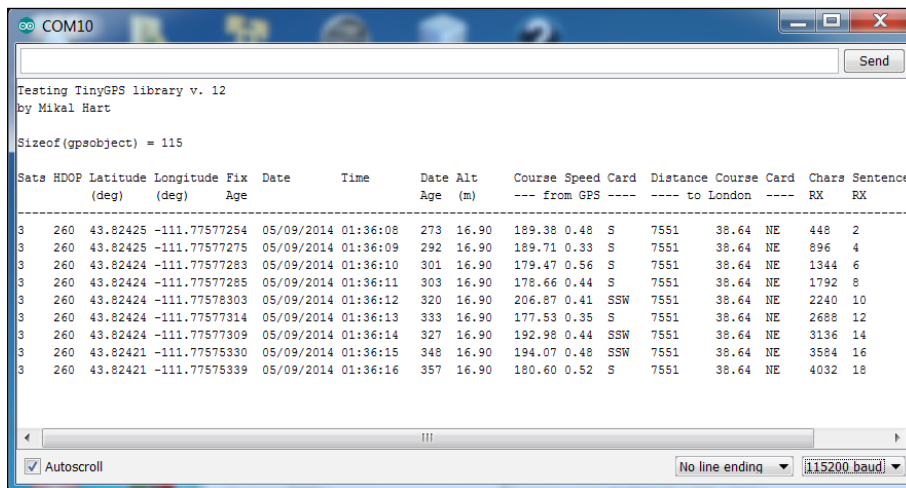 COM10
Send
Testing TinyGPS library v. 12
by Mikal Hart
Sizeof(gpsobject) = 115
Sats HDOP Latitude Longitude Fix Date Time Date Alt Course Speed Card Distance Course Card Chars Sentence
(deg) (deg) Age Age (m) --- from GPS ---- ---- to London ---- RX RX
3 260 43.82425 -111.77577254 05/09/2014 01:36:08 273 16.90 189.38 0.48 S 7551 38.64 NE 448 2
3 260 43.82425 -111.77577275 05/09/2014 01:36:09 292 16.90 189.71 0.33 S 7551 38.64 NE 896 4
3 260 43.82424 -111.77577283 05/09/2014 01:36:10 301 16.90 179.47 0.56 S 7551 38.64 NE 1344 6
3 260 43.82424 -111.77577285 05/09/2014 01:36:11 303 16.90 178.66 0.44 S 7551 38.64 NE 1792 8
3 260 43.82424 -111.77578303 05/09/2014 01:36:12 320 16.90 206.87 0.41 SSW 7551 38.64 NE 2240 10
3 260 43.82424 -111.77577314 05/09/2014 01:36:13 333 16.90 177.53 0.35 S 7551 38.64 NE 2688 12
3 260 43.82424 -111.77577309 05/09/2014 01:36:14 327 16.90 192.98 0.44 SSW 7551 38.64 NE 3136 14
3 260 43.82421 -111.77575330 05/09/2014 01:36:15 348 16.90 194.07 0.48 SSW 7551 38.64 NE 3584 16
3 260 43.82421 -111.77575339 05/09/2014 01:36:16 357 16.90 180.60 0.52 S 7551 38.64 NE 4032 18
Autoscroll
No line ending
115200 baud